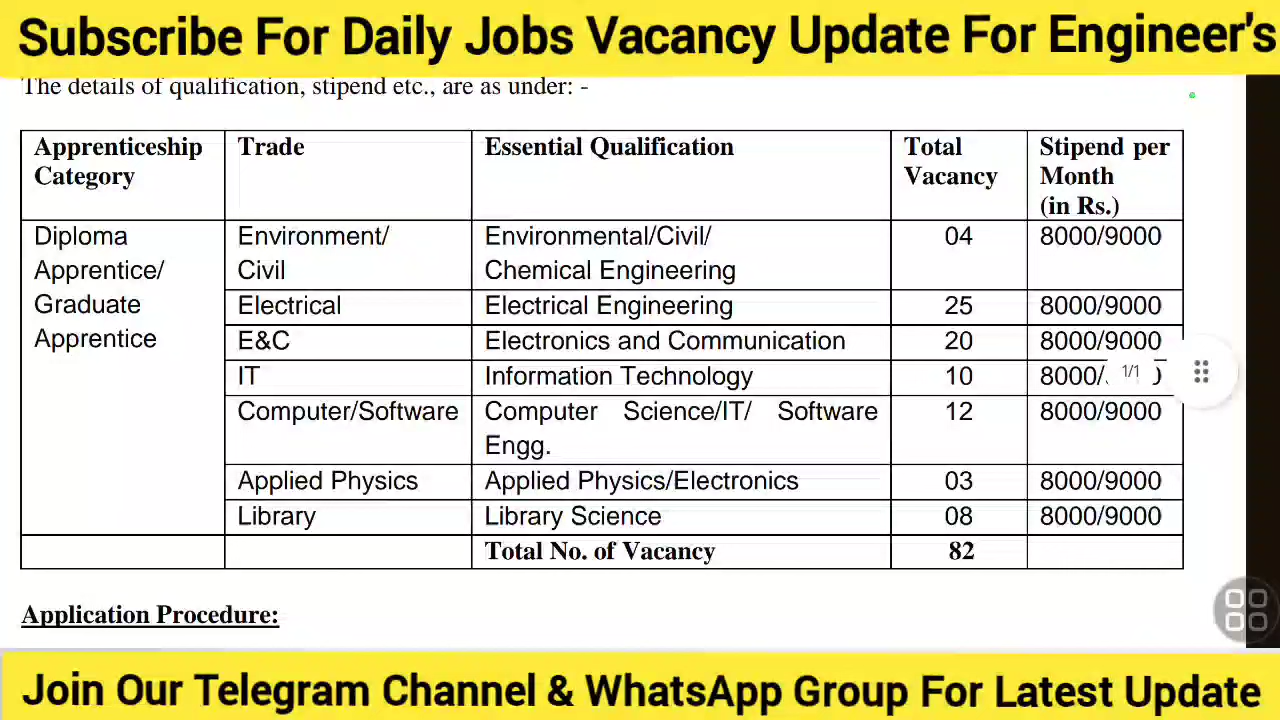 Subscribe For Daily Jobs Vacancy Update For Engineer's
The details of qualification, stipend etc., are as under: -
Apprenticeship Category Trade Essential Qualification Total Vacancy Stipend per Month (in Rs.)
Diploma Apprentice/ Graduate Apprentice
Environment/ Civil Environmental/Civil/ Chemical Engineering 04 8000/9000
Electrical Electrical Engineering 25 8000/9000
E&C Electronics and Communication 20 8000/9000
IT Information Technology 10 8000/
1/1
Computer/Software Computer Science/IT/ Software Engg. 12 8000/9000
Applied Physics Applied Physics/Electronics 03 8000/9000
Library Library Science 08 8000/9000
Total No. of Vacancy 82
Application Procedure:
Join Our Telegram Channel & WhatsApp Group For Latest Update